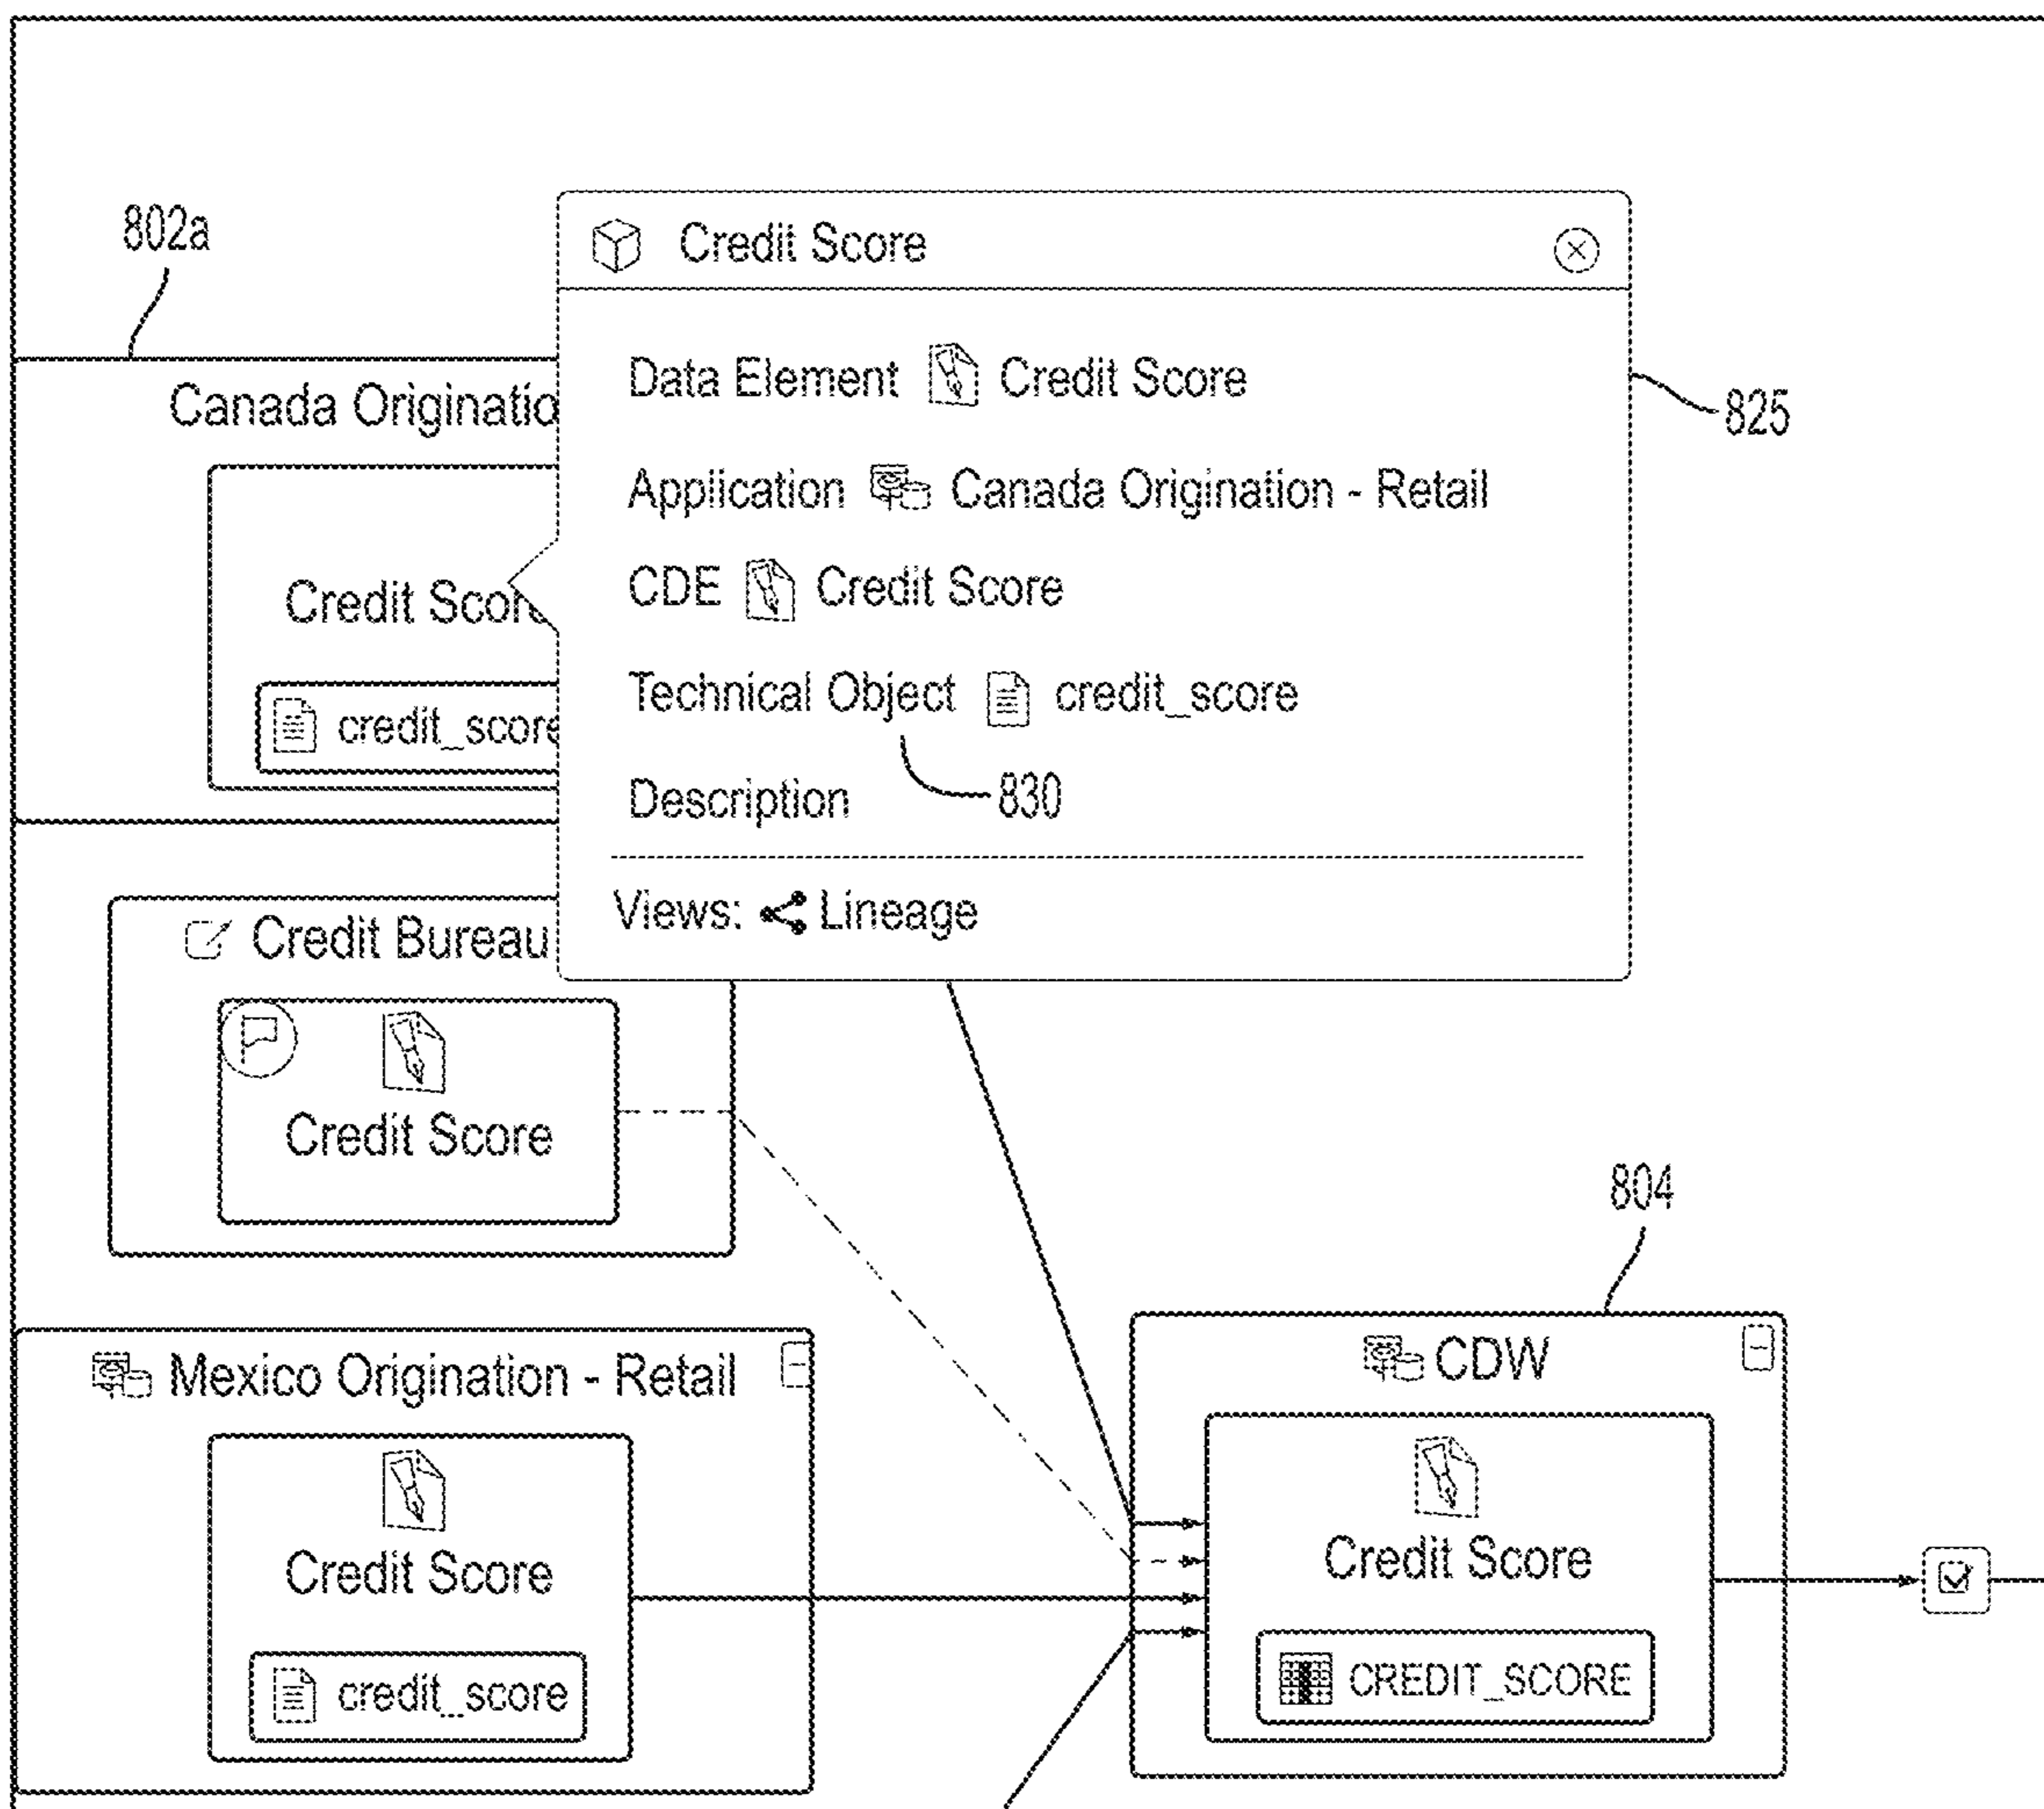 802a
Credit Score
Data Element Credit Score
825
Canada Originatio
Application Canada Origination - Retail
Credit Score
CDE Credit Score
credit_score
Technical Object credit_score
830
Description
Views: Lineage
Credit Bureau
Credit Score
804
Mexico Origination - Retail
CDW
Credit Score
Credit Score
credit_score
CREDIT_SCORE